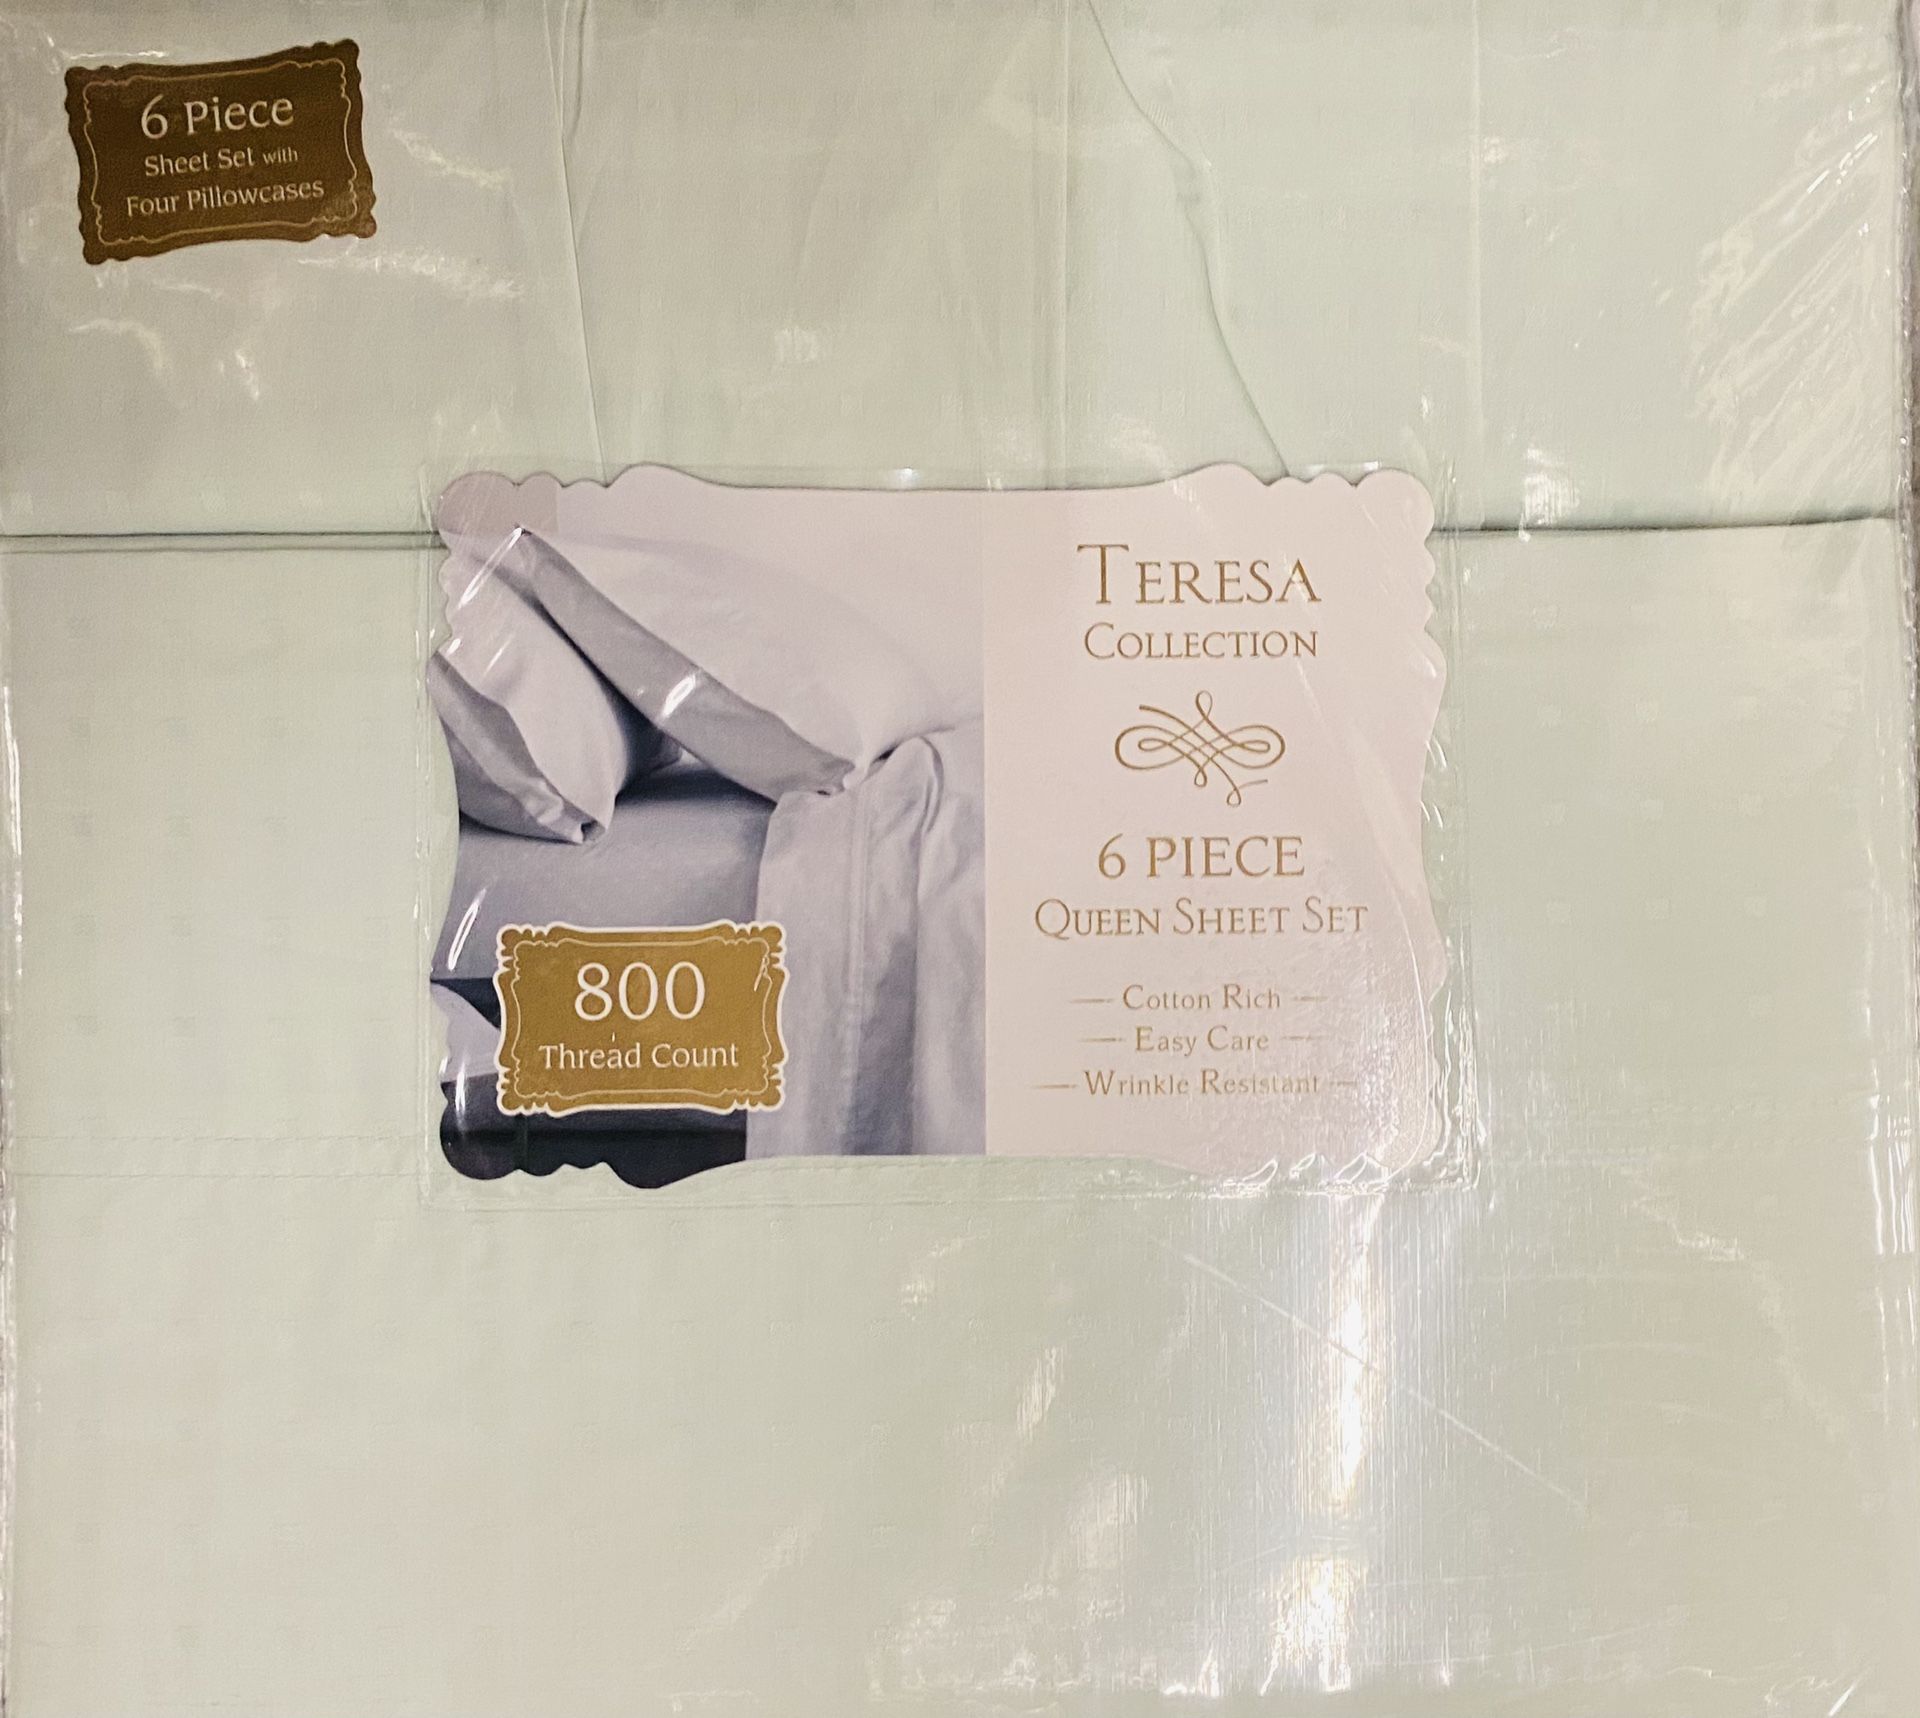 6 Piece
Sheet Set with
Four Pillowcases
TERESA
COLLECTION
6 PIECE
QUEEN SHEET SET
Cotton Rich
Easy Care
Wrinkle Resistant
800
Thread Count